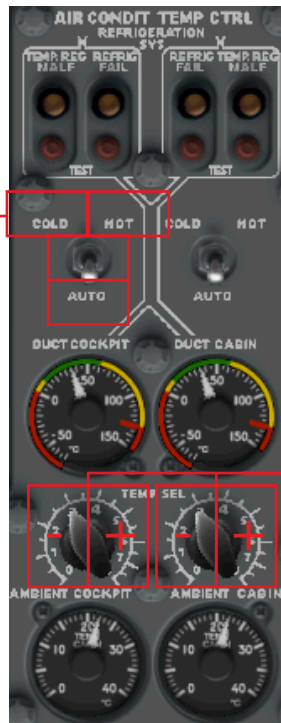 AIR CONDIT TEMP CTRL
REFRIGERATION
SYS
TEMP. REG REFRIG REFRIG TEMP. REG
MALF FAIL FAIL MALF
TEST TEST
COLD HOT COLD HOT
AUTO AUTO
DUCT COCKPIT DUCT CABIN
0 50 100 0 50 100
-50 150 -50 150
°C °C
TEMP SEL
AMBIENT COCKPIT AMBIENT CABIN
10 20 30 10 20 30
TEMP TEMP
0 40 0 40
°C °C